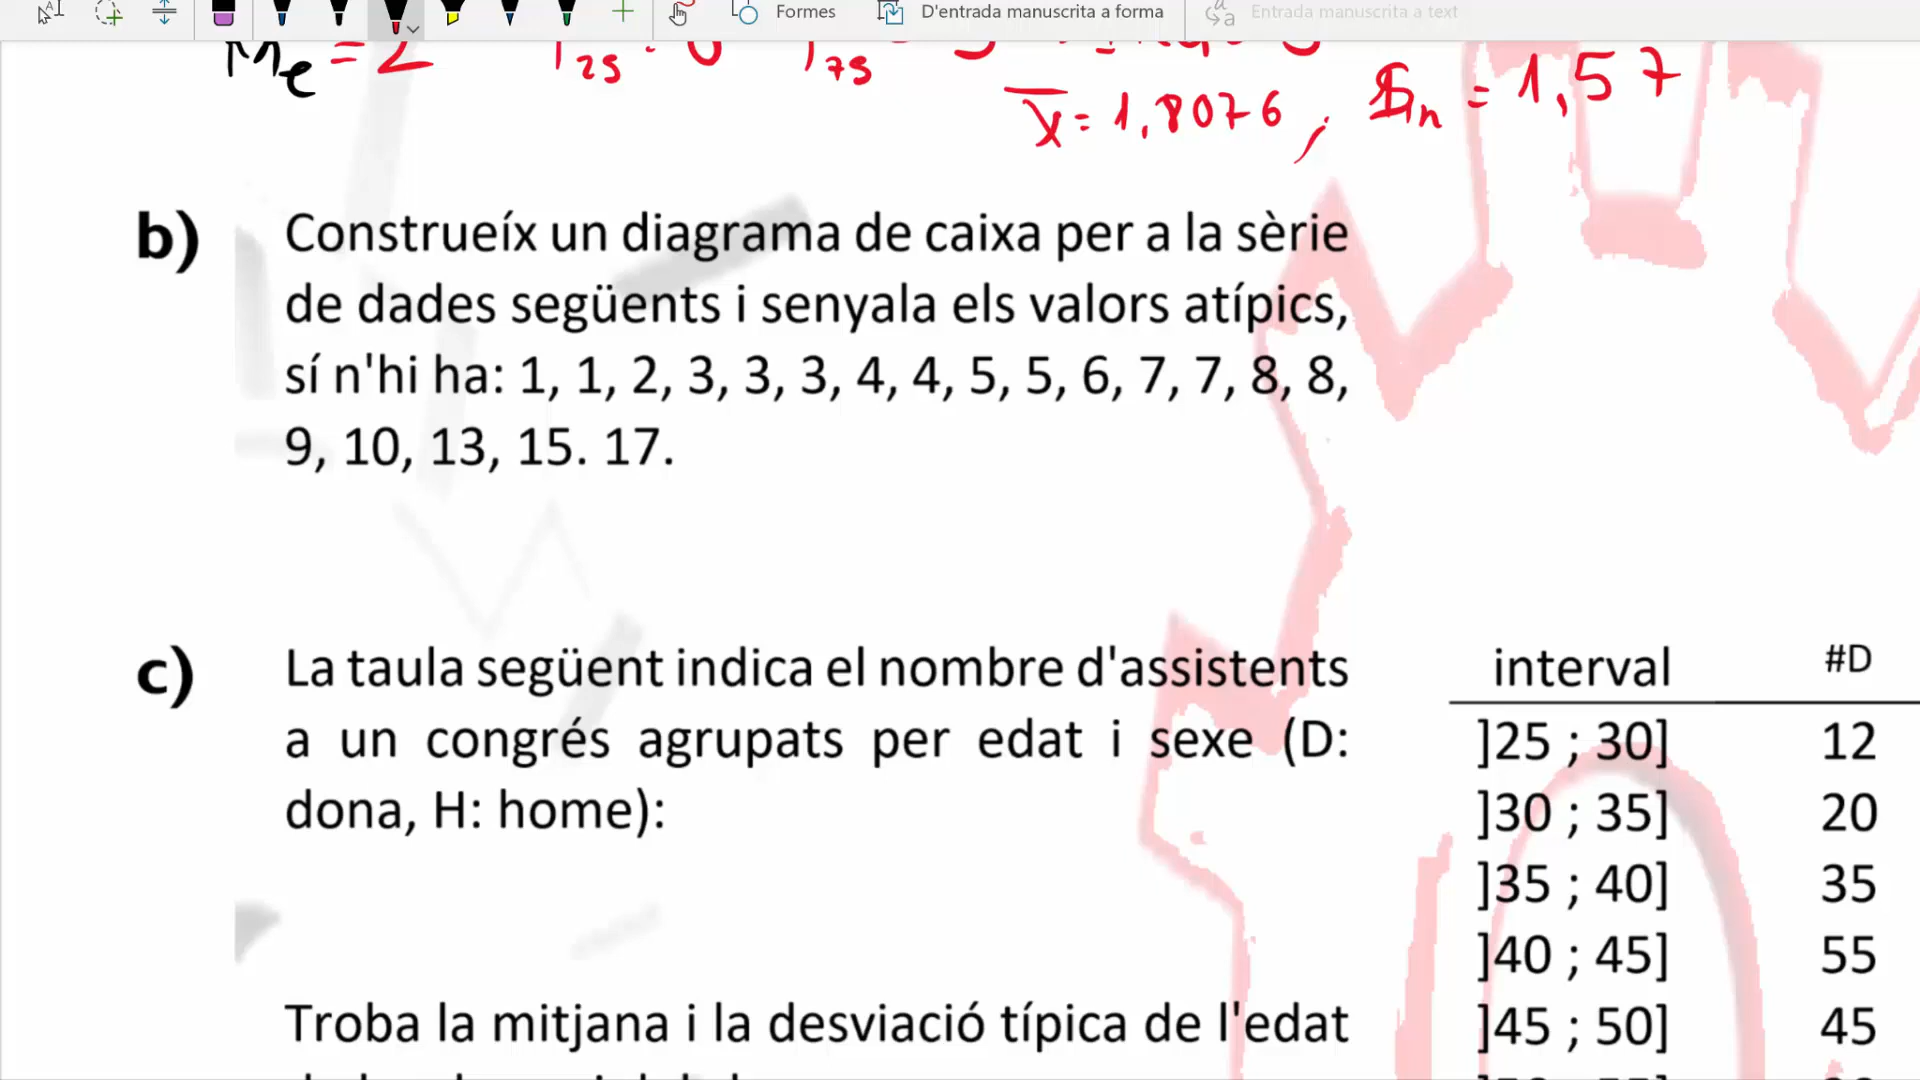 Formes D'entrada manuscrita a forma Entrada manuscrita a text
Me = 2
x̄ = 1,8076 , Sn = 1,57
b) Construeíx un diagrama de caixa per a la sèrie
de dades següents i senyala els valors atípics,
sí n'hi ha: 1, 1, 2, 3, 3, 3, 4, 4, 5, 5, 6, 7, 7, 8, 8,
9, 10, 13, 15. 17.
c) La taula següent indica el nombre d'assistents
a un congrés agrupats per edat i sexe (D:
dona, H: home):
Troba la mitjana i la desviació típica de l'edat
interval #D
]25 ; 30] 12
]30 ; 35] 20
]35 ; 40] 35
]40 ; 45] 55
]45 ; 50] 45